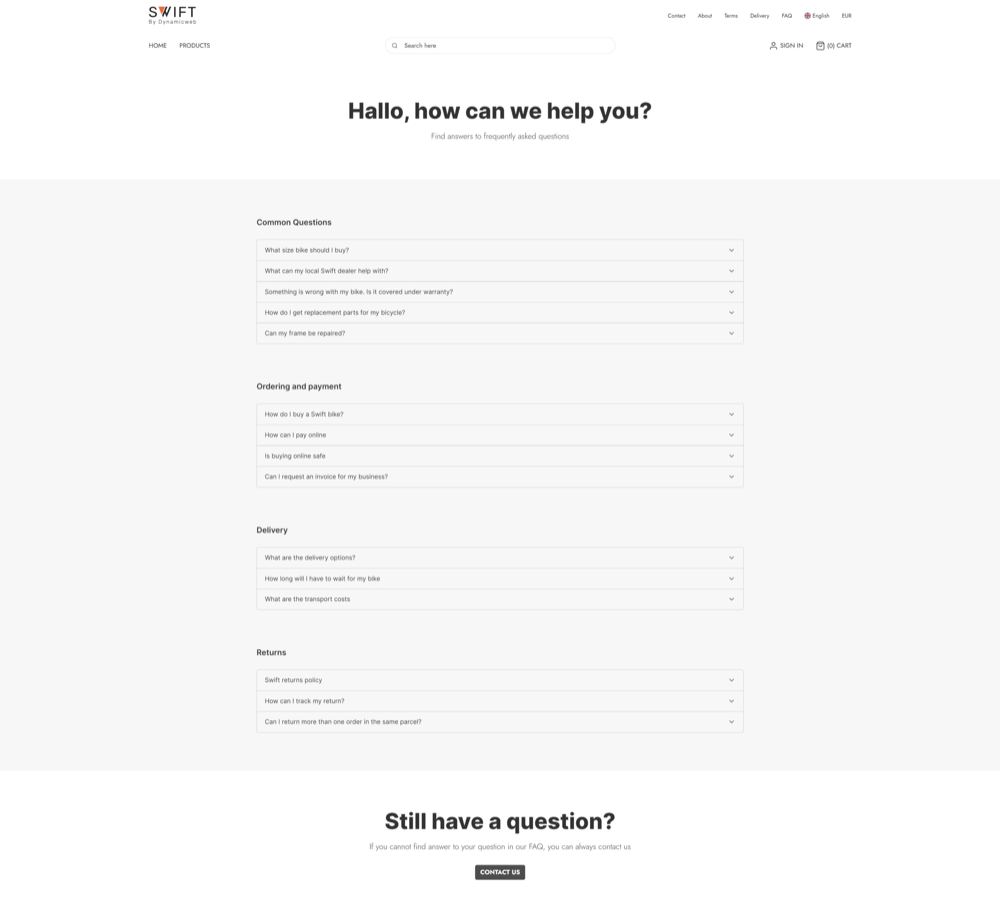 SWIFT
By Dynamicweb
Contact About Terms Delivery FAQ English EUR
HOME PRODUCTS Search here SIGN IN (0) CART
Hallo, how can we help you?
Find answers to frequently asked questions
Common Questions
What size bike should I buy?
What can my local Swift dealer help with?
Something is wrong with my bike. Is it covered under warranty?
How do I get replacement parts for my bicycle?
Can my frame be repaired?
Ordering and payment
How do I buy a Swift bike?
How can I pay online
Is buying online safe
Can I request an invoice for my business?
Delivery
What are the delivery options?
How long will I have to wait for my bike
What are the transport costs
Returns
Swift returns policy
How can I track my return?
Can I return more than one order in the same parcel?
Still have a question?
If you cannot find answer to your question in our FAQ, you can always contact us
CONTACT US